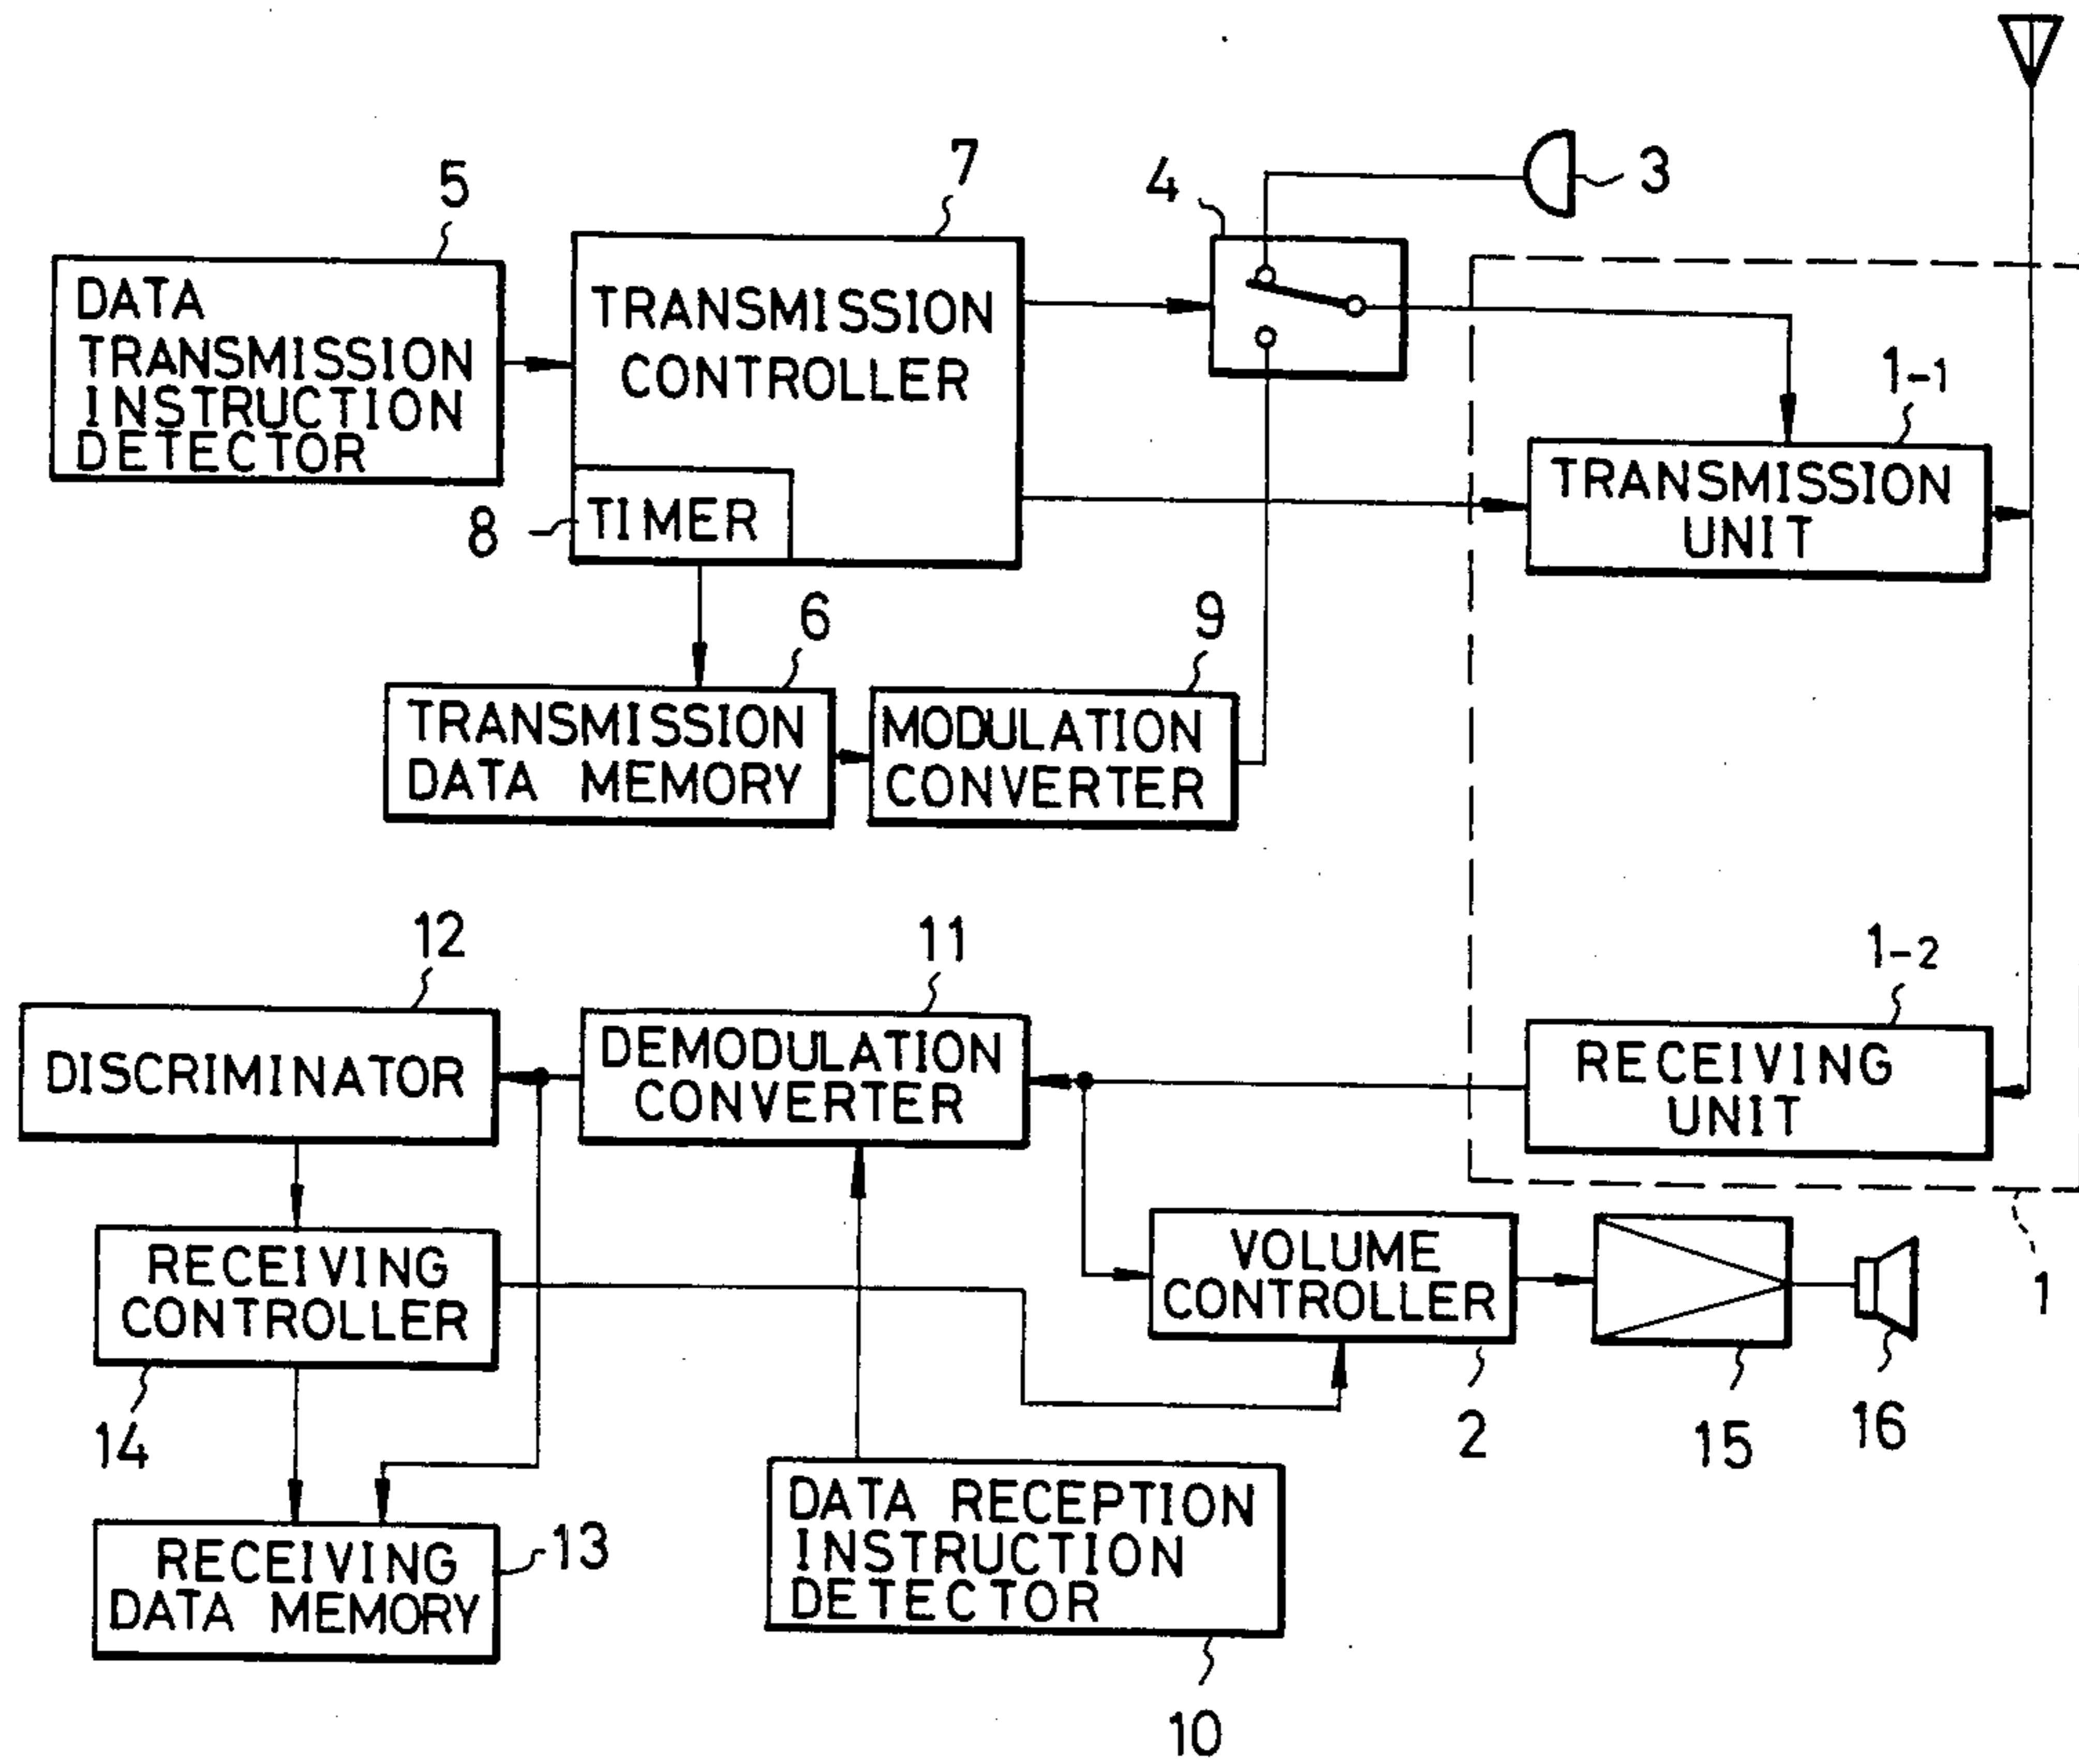 5
7
4
3
DATA
TRANSMISSION
INSTRUCTION
DETECTOR
TRANSMISSION
CONTROLLER
8
TIMER
1-1
TRANSMISSION
UNIT
6
9
TRANSMISSION
DATA MEMORY
MODULATION
CONVERTER
12
11
1-2
DISCRIMINATOR
DEMODULATION
CONVERTER
RECEIVING
UNIT
RECEIVING
CONTROLLER
VOLUME
CONTROLLER
1
14
2
15
16
RECEIVING
DATA MEMORY
13
DATA RECEPTION
INSTRUCTION
DETECTOR
10